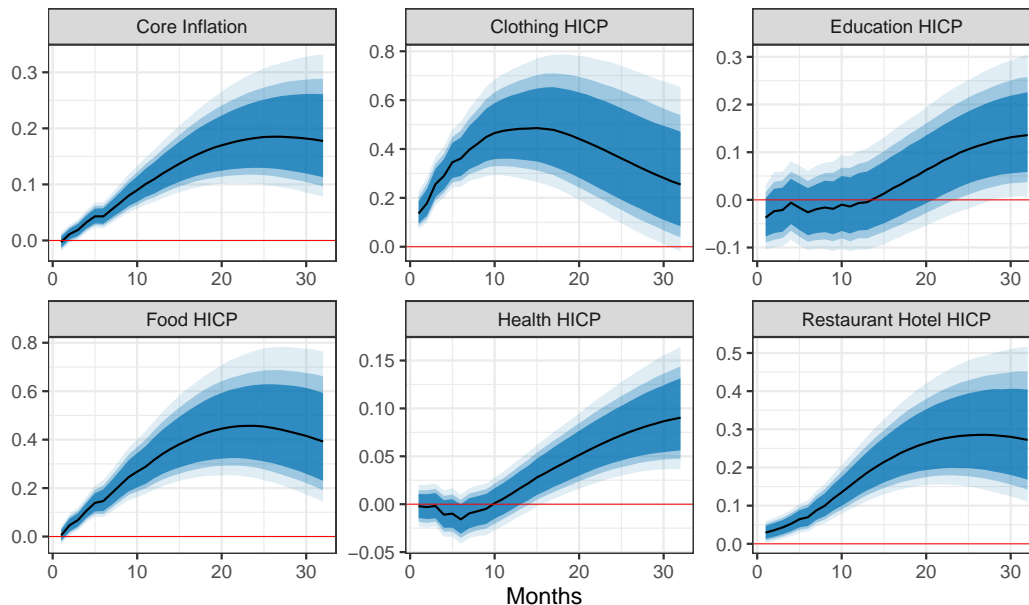 Core Inflation
Clothing HICP
Education HICP
0.3
0.2
0.1
0.0
0 10 20 30
0.8
0.6
0.4
0.2
0.0
0 10 20 30
0.3
0.2
0.1
0.0
−0.1
0 10 20 30
Food HICP
Health HICP
Restaurant Hotel HICP
0.8
0.6
0.4
0.2
0.0
0 10 20 30
0.15
0.10
0.05
0.00
−0.05
0 10 20 30
0.5
0.4
0.3
0.2
0.1
0.0
0 10 20 30
Months